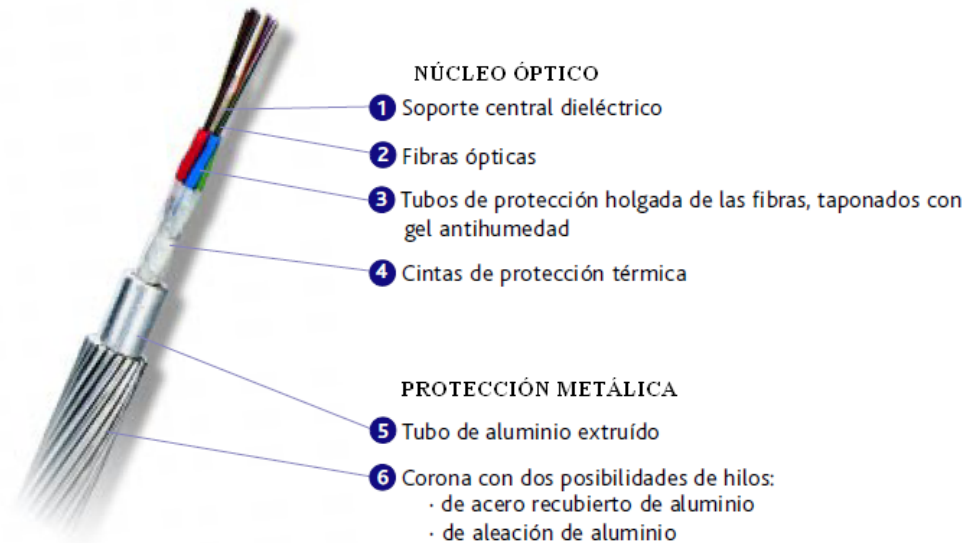 NÚCLEO ÓPTICO
1 Soporte central dieléctrico
2 Fibras ópticas
3 Tubos de protección holgada de las fibras, taponados con
gel antihumedad
4 Cintas de protección térmica
PROTECCIÓN METÁLICA
5 Tubo de aluminio extruído
6 Corona con dos posibilidades de hilos:
· de acero recubierto de aluminio
· de aleación de aluminio